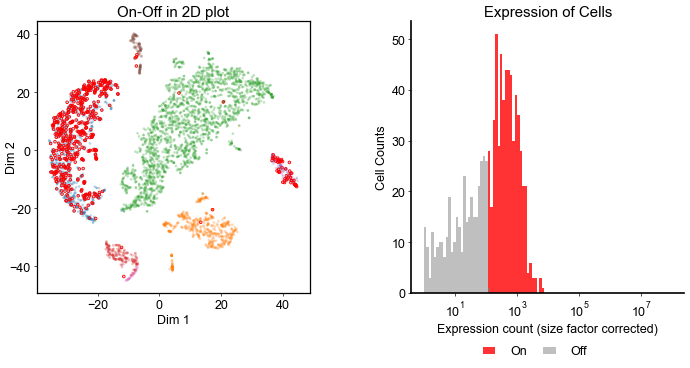 On-Off in 2D plot
Dim 2
40
20
0
−20
−40
−20
0
20
40
Dim 1
Expression of Cells
Cell Counts
50
40
30
20
10
0
10^1
10^3
10^5
10^7
Expression count (size factor corrected)
On
Off